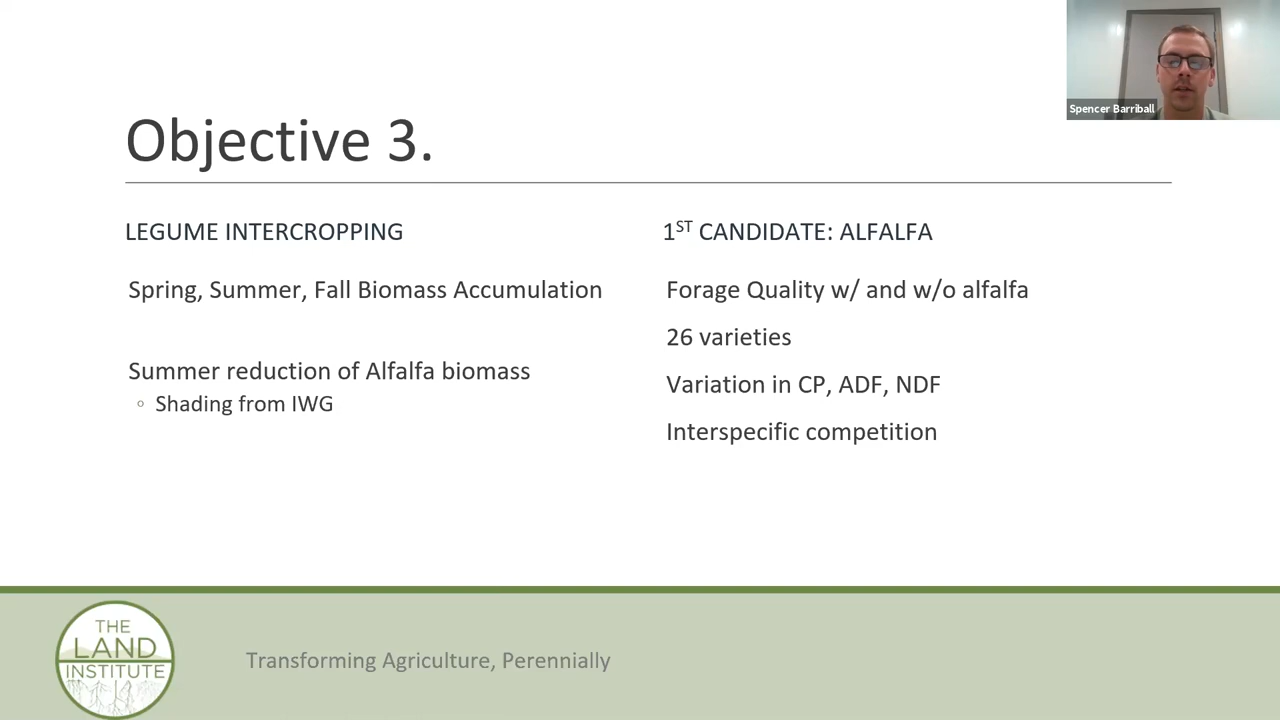 Spencer Barriball
Objective 3.
LEGUME INTERCROPPING
Spring, Summer, Fall Biomass Accumulation
Summer reduction of Alfalfa biomass
◦ Shading from IWG
1ST CANDIDATE: ALFALFA
Forage Quality w/ and w/o alfalfa
26 varieties
Variation in CP, ADF, NDF
Interspecific competition
THE
LAND
INSTITUTE
Transforming Agriculture, Perennially